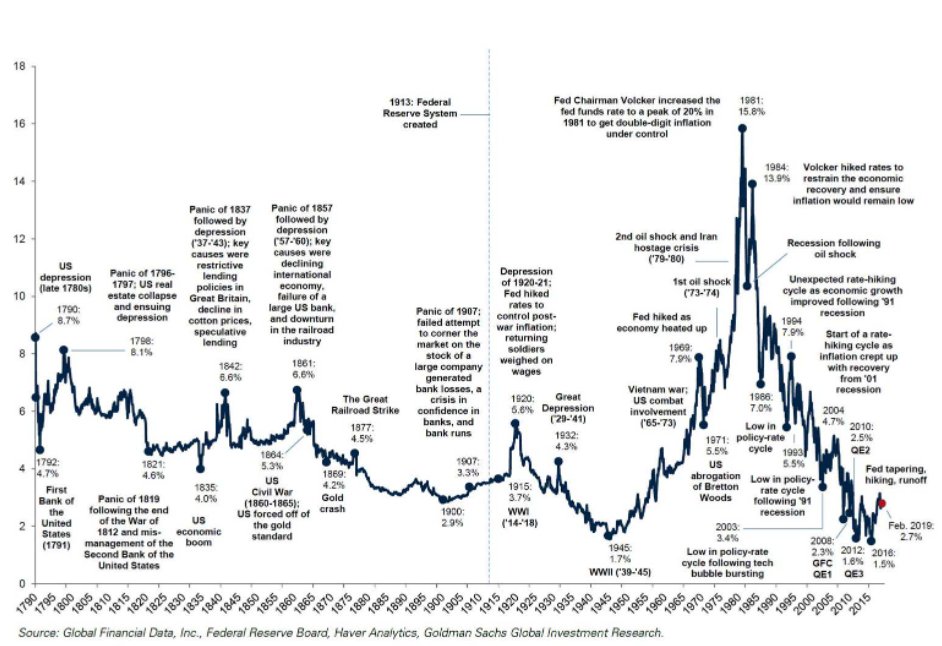 18
16
14
12
10
8
6
4
2
0
US
depression
(late 1780s)
1790:
8.7%
1792:
4.7%
First
Bank of
the
United
States
(1791)
Panic of 1796-
1797; US real
estate collapse
and ensuing
depression
1798:
8.1%
Panic of 1819
following the end
of the War of
1812 and mis-
management of the
Second Bank of the
United States
1821:
4.6%
1835:
4.0%
US
economic
boom
Panic of 1837
followed by
depression
('37-'43); key
causes were
restrictive
lending
policies in
Great Britain,
decline in
cotton prices,
speculative
lending
1842:
6.6%
Panic of 1857
followed by
depression
('57-'60); key
causes were
declining
international
economy,
failure of a
large US bank,
and downturn
in the railroad
industry
1861:
6.6%
1864:
5.3%
US
Civil War
(1860-1865);
US forced off of
the gold
standard
1869:
4.2%
Gold
crash
The Great
Railroad Strike
1877:
4.5%
1900:
2.9%
Panic of 1907;
failed attempt
to corner the
market on the
stock of a
large company
generated
bank losses, a
crisis in
confidence in
banks, and
bank runs
1907:
3.3%
1913: Federal
Reserve System
created
1915:
3.7%
WWI
('14-'18)
Depression
of 1920-21;
Fed hiked
rates to
control post-
war inflation;
returning
soldiers
weighed on
wages
1920:
5.6%
Great
Depression
('29-'41)
1932:
4.3%
1945:
1.7%
WWII ('39-'45)
Fed Chairman Volcker increased the
fed funds rate to a peak of 20% in
1981 to get double-digit inflation
under control
1981:
15.8%
1984:
13.9%
Volcker hiked rates to
restrain the economic
recovery and ensure
inflation would remain low
2nd oil shock and Iran
hostage crisis
('79-'80)
1st oil shock
('73-'74)
Recession following
oil shock
Fed hiked as
economy heated up
1969:
7.9%
Vietnam war;
US combat
involvement
('65-'73)
1971:
5.5%
US
abrogation
of Bretton
Woods
Unexpected rate-hiking
cycle as economic growth
improved following '91
recession
1994
7.9%
1986:
7.0%
Low in
policy-rate
cycle
1993
5.5%
Low in policy-
rate cycle
following '91
recession
Start of a rate-
hiking cycle as
inflation crept up
with recovery
from '01
recession
2004
4.7%
2003:
3.4%
Low in policy-rate
cycle following tech
bubble bursting
2010:
2.5%
QE2
2008:
2.3%
GFC
QE1
2012:
1.6%
QE3
Fed tapering,
hiking, runoff
Feb. 2019:
2.7%
2016:
1.5%
1790 1795 1800 1805 1810 1815 1820 1825 1830 1835 1840 1845 1850 1855 1860 1865 1870 1875 1880 1885 1890 1895 1900 1905 1910 1915 1920 1925 1930 1935 1940 1945 1950 1955 1960 1965 1970 1975 1980 1985 1990 1995 2000 2005 2010 2015
Source: Global Financial Data, Inc., Federal Reserve Board, Haver Analytics, Goldman Sachs Global Investment Research.